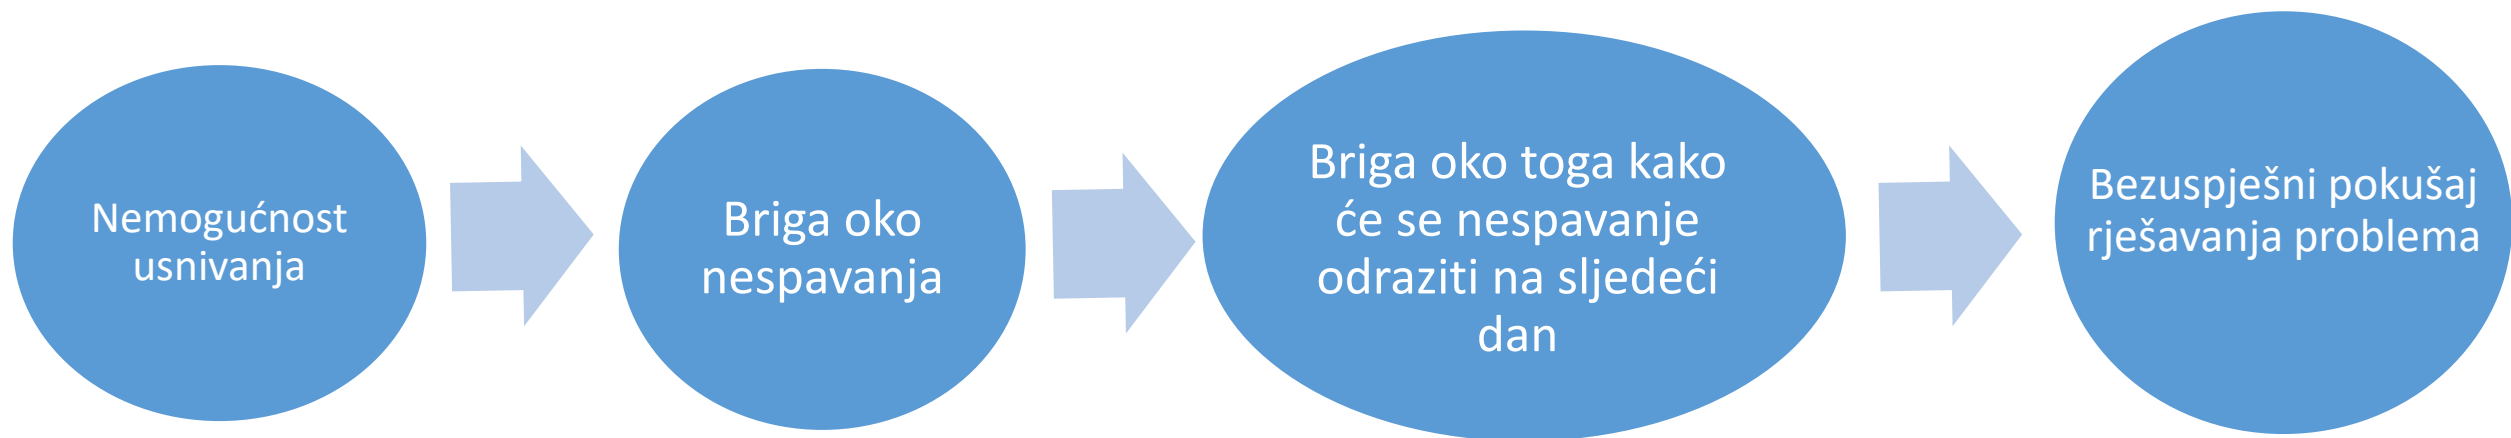 Nemogućnost
usnivanja
Briga oko
nespavanja
Briga oko toga kako
će se nespavanje
odraziti na sljedeći
dan
Bezuspješni pokušaj
rješavanja problema